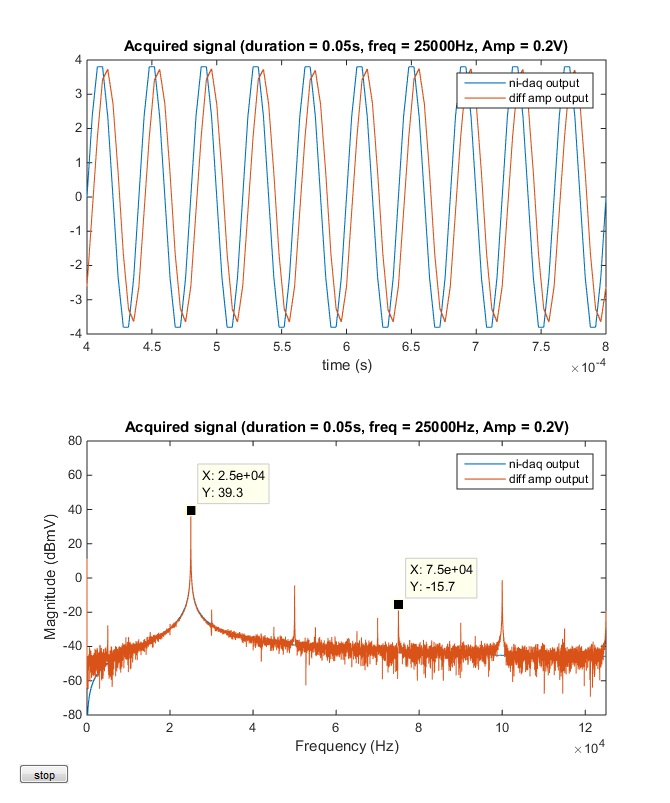 Acquired signal (duration = 0.05s, freq = 25000Hz, Amp = 0.2V)
4
3
2
1
0
-1
-2
-3
-4
ni-daq output
diff amp output
4 4.5 5 5.5 6 6.5 7 7.5 8
time (s)
×10⁻⁴
Acquired signal (duration = 0.05s, freq = 25000Hz, Amp = 0.2V)
Magnitude (dBmV)
80
60
40
20
0
-20
-40
-60
-80
ni-daq output
diff amp output
X: 2.5e+04
Y: 39.3
X: 7.5e+04
Y: -15.7
0 2 4 6 8 10 12
Frequency (Hz)
×10⁴
stop